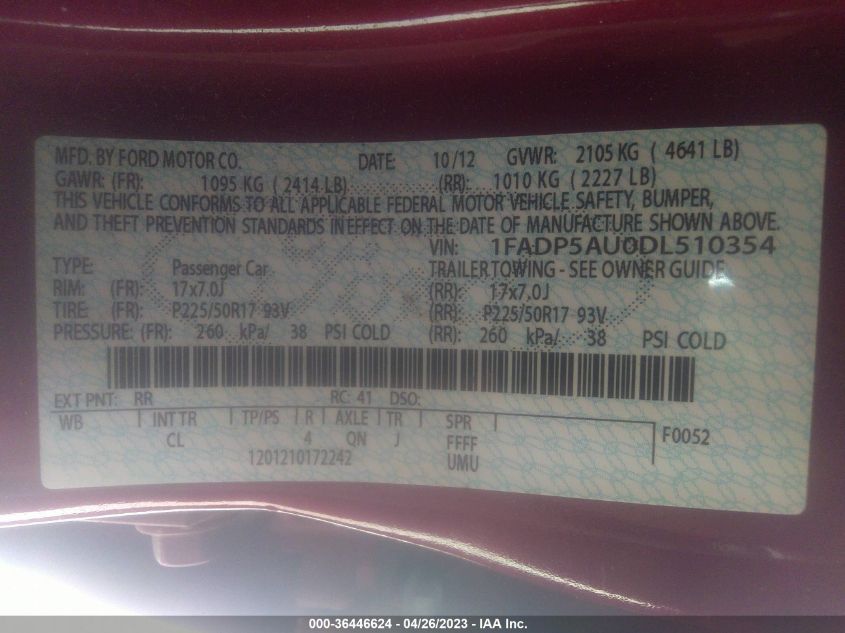 MFD. BY FORD MOTOR CO. DATE: 10/12 GVWR: 2105 KG ( 4641 LB)
GAWR: (FR): 1095 KG ( 2414 LB) (RR): 1010 KG ( 2227 LB)
THIS VEHICLE CONFORMS TO ALL APPLICABLE FEDERAL MOTOR VEHICLE SAFETY, BUMPER,
AND THEFT PREVENTION STANDARDS IN EFFECT ON THE DATE OF MANUFACTURE SHOWN ABOVE
VIN: 1FADP5AU0DL510354
TYPE: Passenger Car TRAILER TOWING - SEE OWNER GUIDE
RIM: (FR): 17x7.0J (RR): 17x7.0J
TIRE: (FR): P225/50R17 93V (RR): P225/50R17 93V
PRESSURE: (FR): 260 kPa/ 38 PSI COLD (RR): 260 kPa/ 38 PSI COLD
EXT PNT: RR RC: 41 DSO:
WB INT TR TP/PS R AXLE TR SPR F0052
CL 4 QN J FFFF
1201210172242 UMU
000-36446624 - 04/26/2023 - IAA Inc.